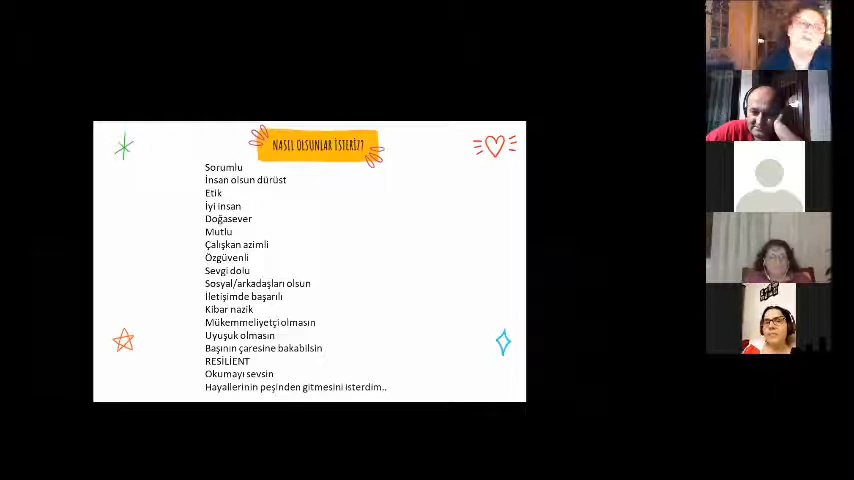 NASIL OLSUNLAR İSTERİZ?
Sorumlu
İnsan olsun dürüst
Etik
İyi insan
Doğasever
Mutlu
Çalışkan azimli
Özgüvenli
Sevgi dolu
Sosyal/arkadaşları olsun
İletişimde başarılı
Kibar nazik
Mükemmeliyetçi olmasın
Uyuşuk olmasın
Başının çaresine bakabilsin
RESİLİENT
Okumayı sevsin
Hayallerinin peşinden gitmesini isterdim..